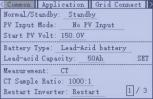 Common Application Grid Connect
Normal/Standby: Standby
PV Input Mode: No PV Input
Start PV Volt: 150.0V
Battery Type: Lead-Acid battery
Lead-acid Capacity: 50Ah SET
Measurement: CT
CT Sample Ratio: 1000:1
Restart Inverter: Restart 1 / 3